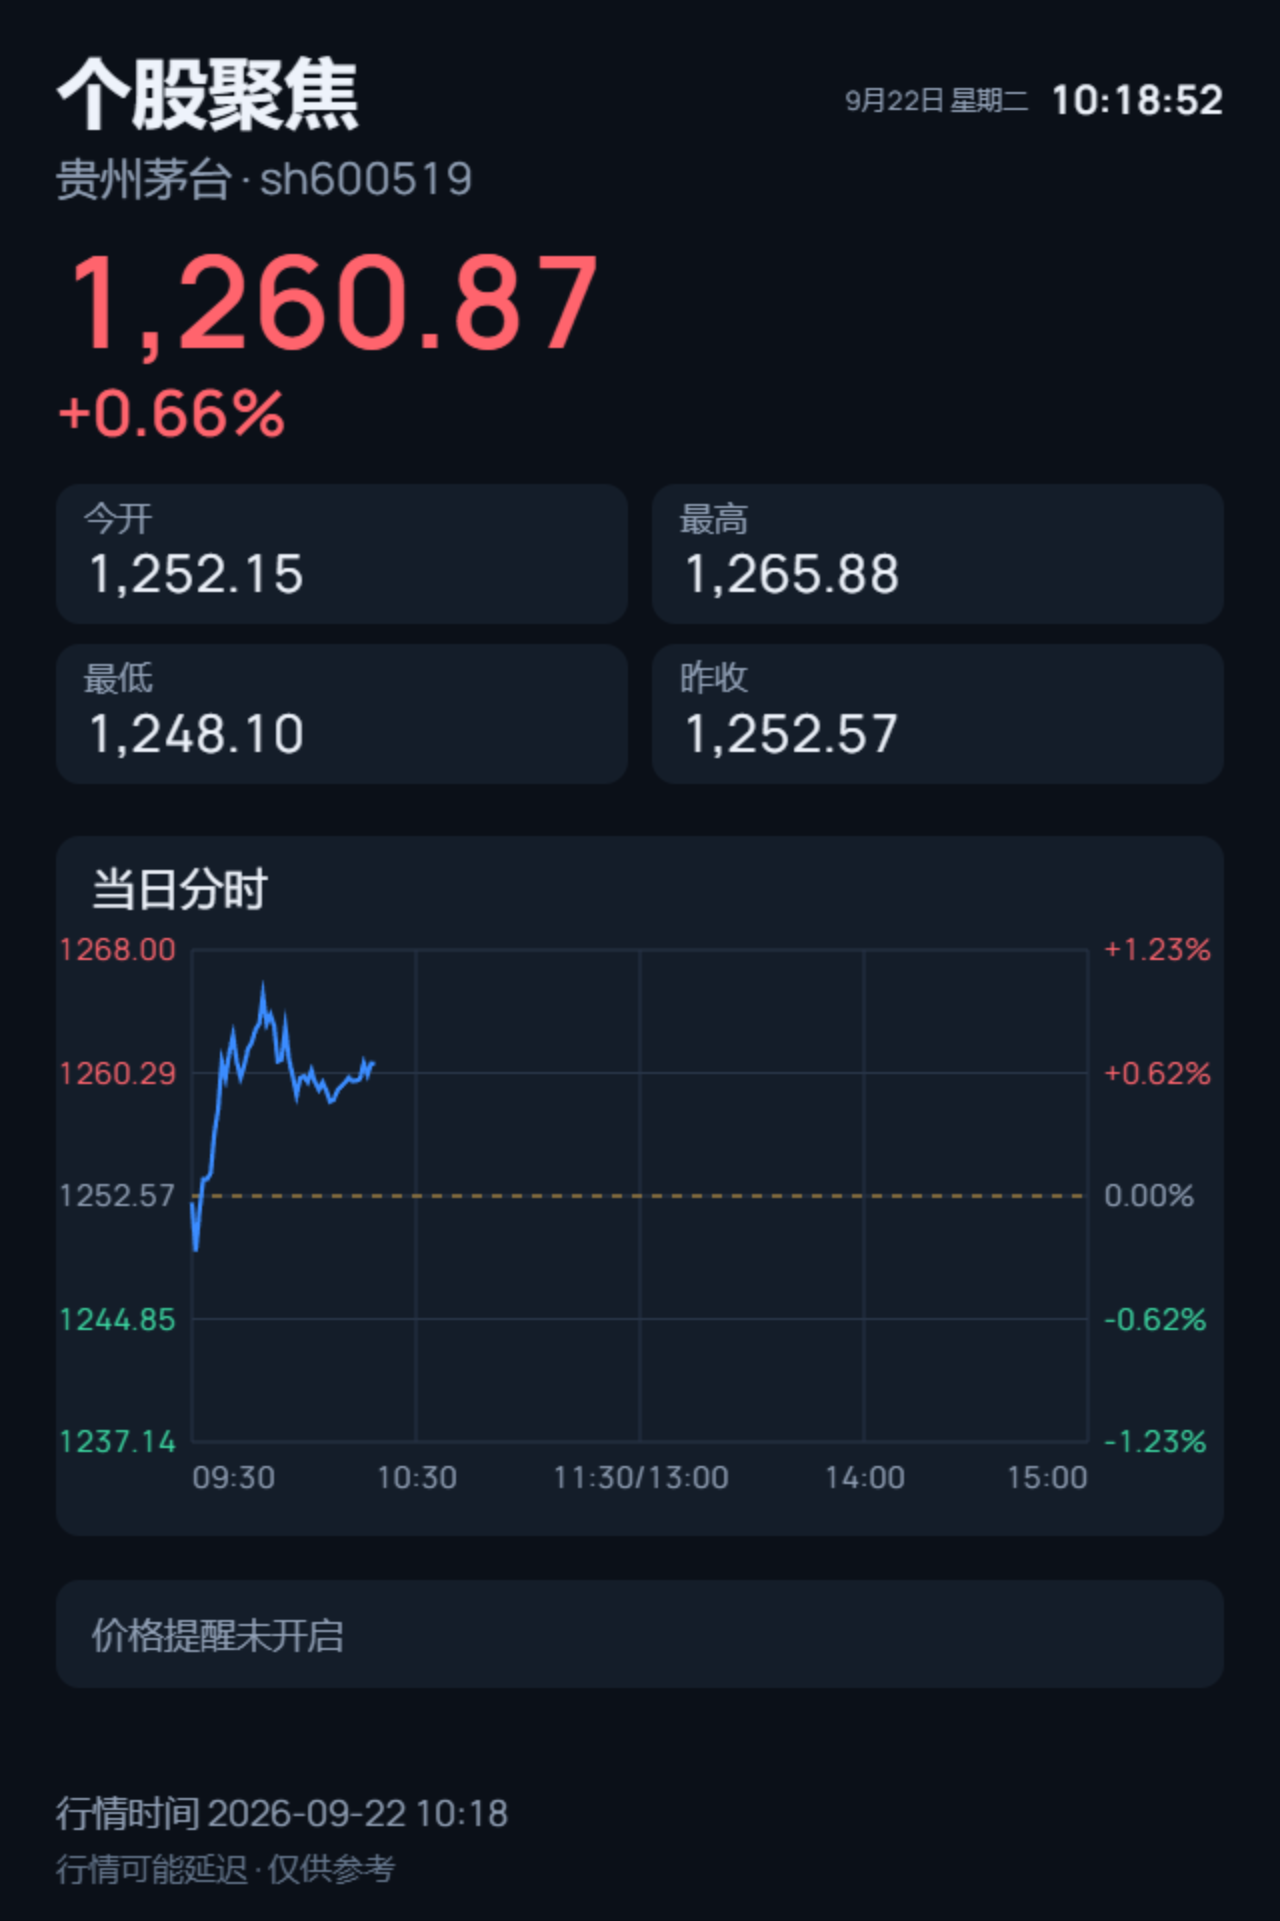 个股聚焦
9月22日 星期二 10:18:52
贵州茅台 · sh600519
1,260.87
+0.66%
今开
1,252.15
最高
1,265.88
最低
1,248.10
昨收
1,252.57
当日分时
1268.00 +1.23%
1260.29 +0.62%
1252.57 0.00%
1244.85 -0.62%
1237.14 -1.23%
09:30 10:30 11:30/13:00 14:00 15:00
价格提醒未开启
行情时间 2026-09-22 10:18
行情可能延迟 · 仅供参考